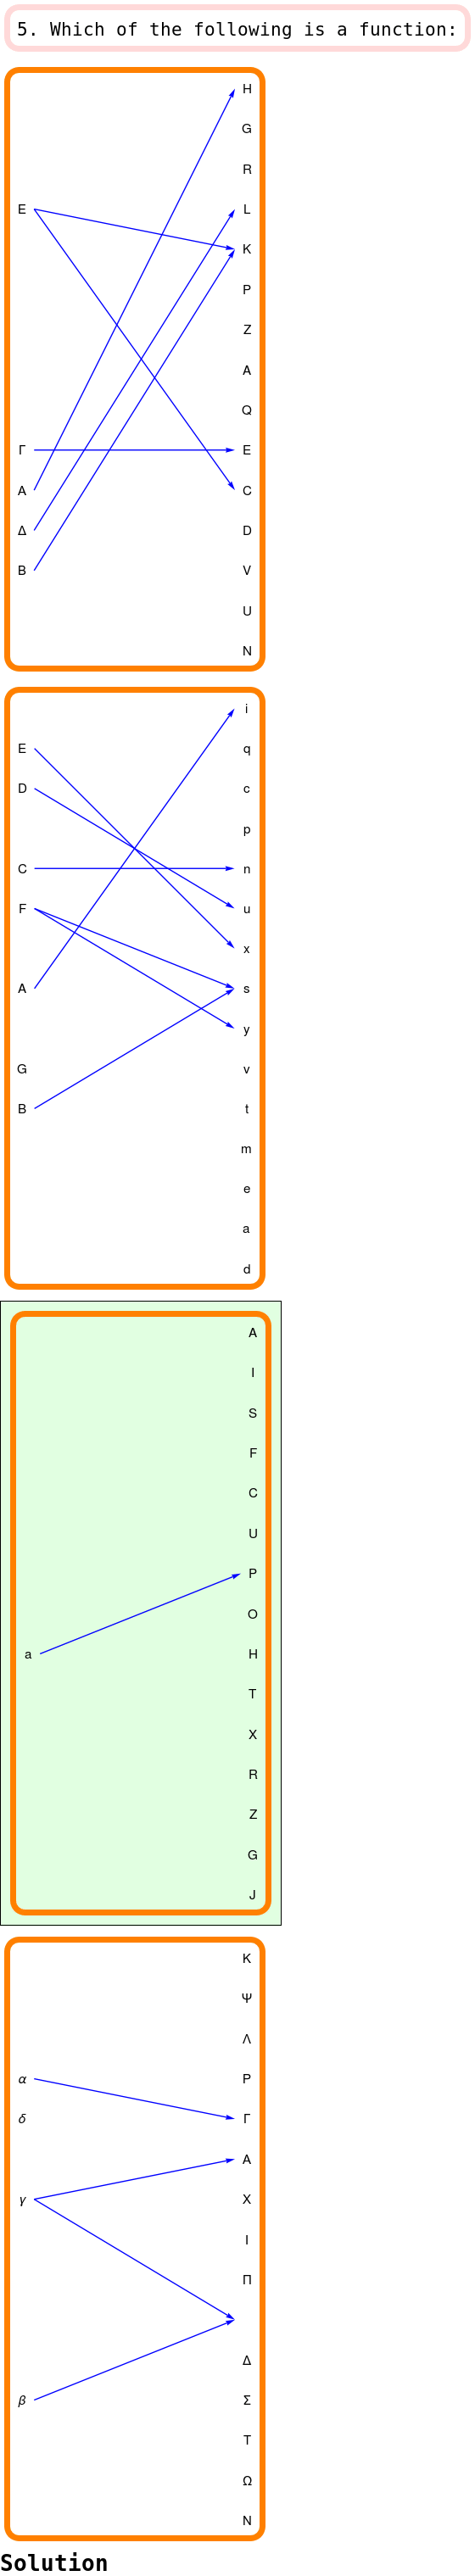 5. Which of the following is a function:
H
G
R
E L
K
P
Z
A
Q
Γ E
A C
Δ D
B V
U
N
i
E q
D c
p
C n
F u
x
A s
y
G v
B t
m
e
a
d
A
I
S
F
C
U
P
O
a H
T
X
R
Z
G
J
Κ
Ψ
Λ
α Ρ
δ Γ
Α
γ Χ
Ι
Π
Δ
β Σ
Τ
Ω
Ν
Solution